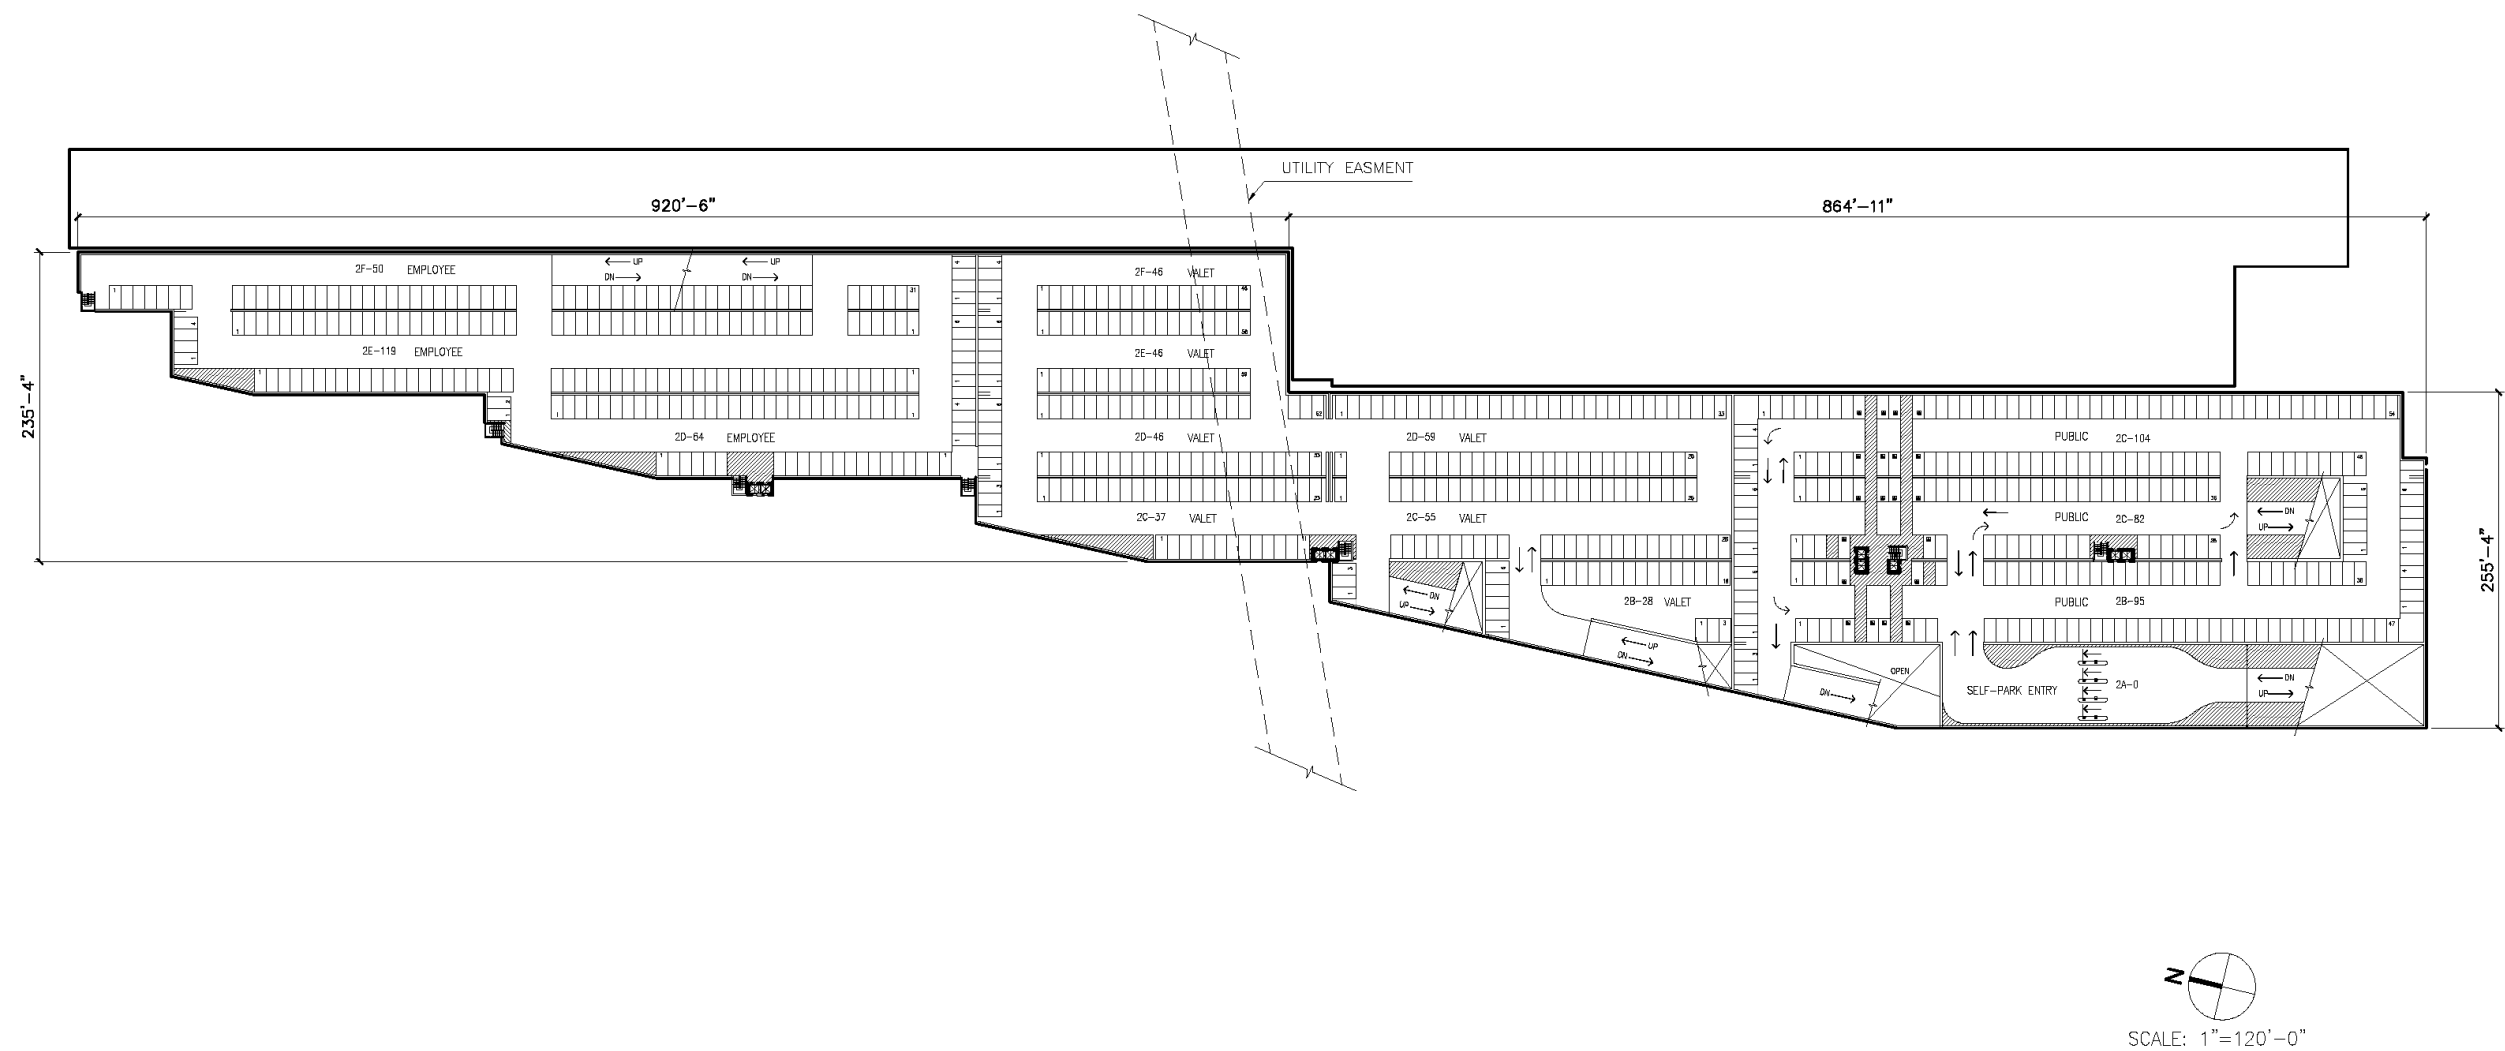 UTILITY EASMENT
920'-6"
864'-11"
235'-4"
255'-4"
2F-50 EMPLOYEE
UP
DN
UP
DN
2F-46 VALET
2E-119 EMPLOYEE
2E-46 VALET
2D-64 EMPLOYEE
2D-46 VALET
2D-59 VALET
PUBLIC 2C-104
2C-37 VALET
2C-55 VALET
PUBLIC 2C-82
DN
UP
DN
UP
2B-28 VALET
PUBLIC 2B-95
UP
DN
OPEN
DN
SELF-PARK ENTRY
2A-0
DN
UP
N
SCALE: 1"=120'-0"